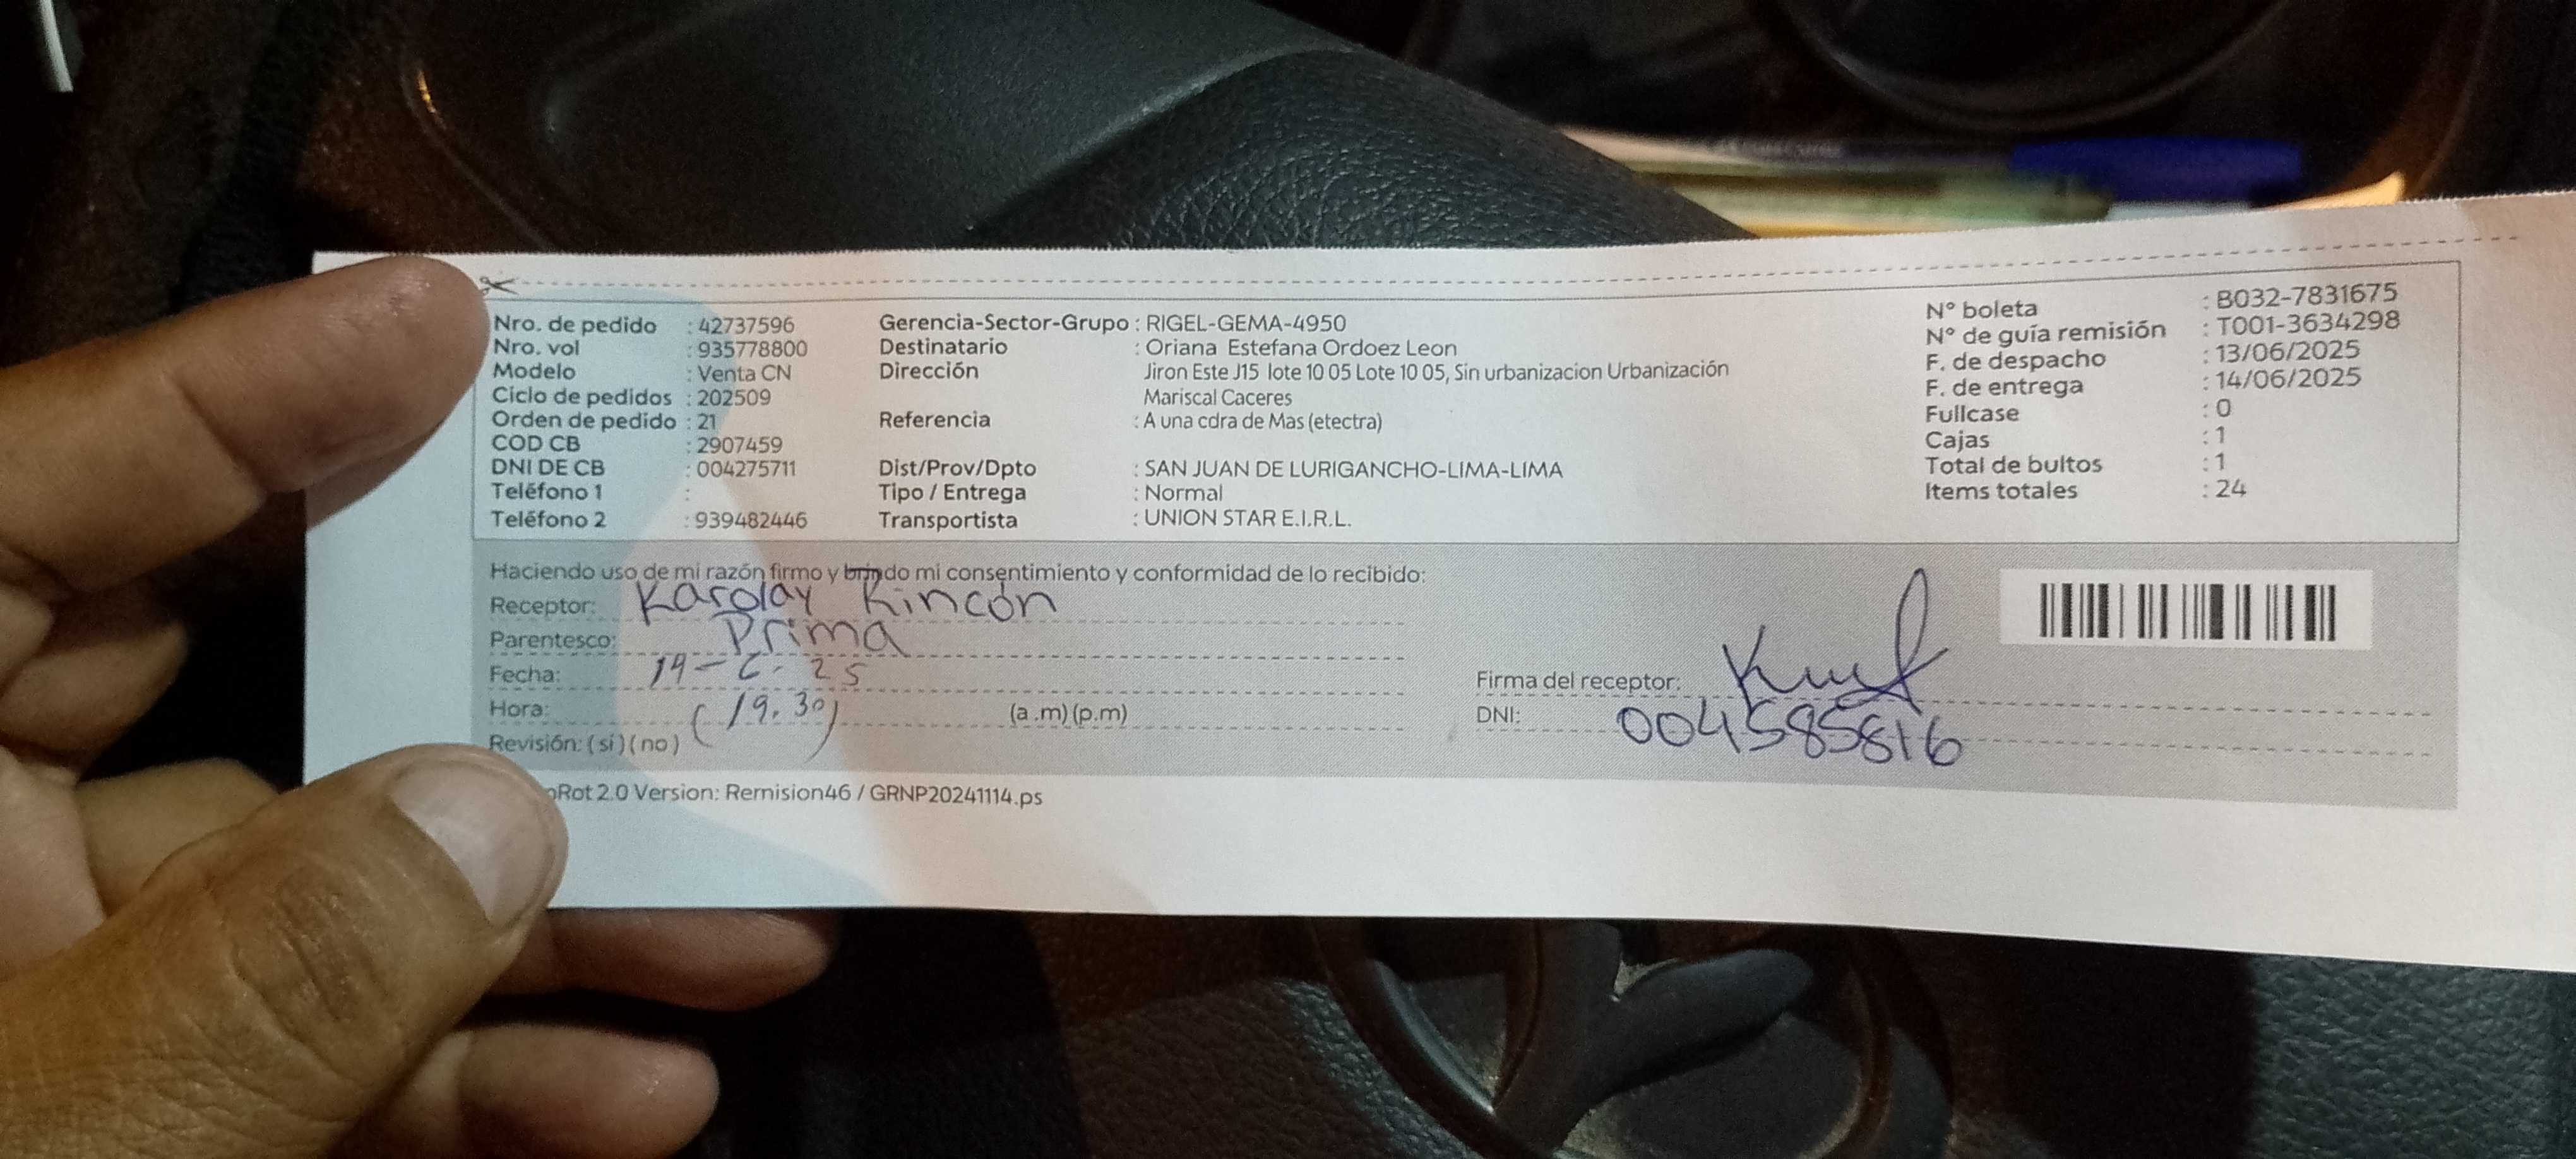 Nro. de pedido : 42737596
Nro. vol : 935778800
Modelo : Venta CN
Ciclo de pedidos : 202509
Orden de pedido : 21
COD CB : 2907459
DNI DE CB : 004275711
Teléfono 1 :
Teléfono 2 : 939482446
Gerencia-Sector-Grupo : RIGEL-GEMA-4950
Destinatario : Oriana Estefana Ordoez Leon
Dirección Jiron Este J15 lote 10 05 Lote 10 05, Sin urbanizacion Urbanización
Mariscal Caceres
Referencia : A una cdra de Mas (etectra)
Dist/Prov/Dpto : SAN JUAN DE LURIGANCHO-LIMA-LIMA
Tipo / Entrega : Normal
Transportista : UNION STAR E.I.R.L.
N° boleta : B032-7831675
N° de guía remisión : T001-3634298
F. de despacho : 13/06/2025
F. de entrega : 14/06/2025
Fullcase : 0
Cajas : 1
Total de bultos : 1
Items totales : 24
Haciendo uso de mi razón firmo y brindo mi consentimiento y conformidad de lo recibido:
Receptor: Karolay Rincón
Parentesco: Prima
Fecha: 14-6-25
Hora: (19.30) (a.m) (p.m)
Revisión: (si) (no)
Firma del receptor:
DNI: 004585816
Rot 2.0 Version: Remision46 / GRNP20241114.ps